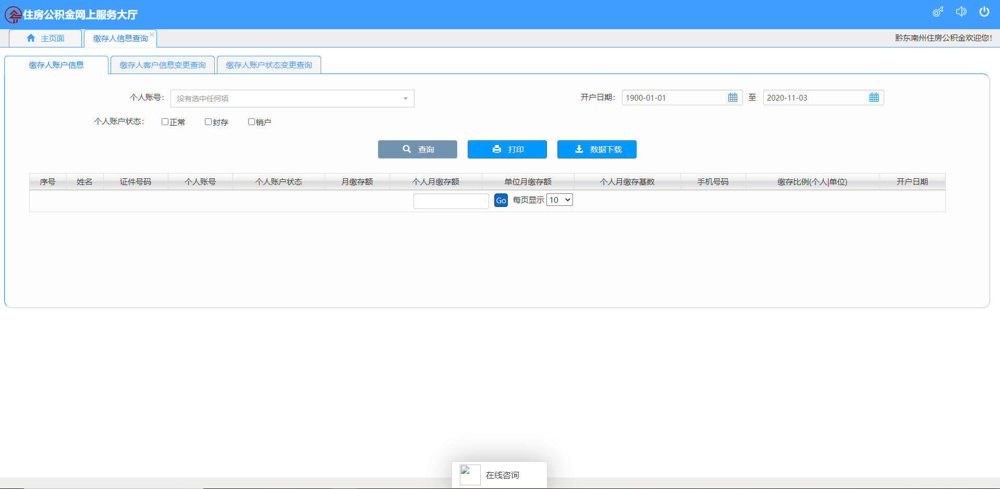 住房公积金网上服务大厅
主页面 缴存人信息查询 黔东南州住房公积金欢迎您!
缴存人账户信息 缴存人客户信息变更查询 缴存人账户状态变更查询
个人账号: 没有选中任何项 开户日期: 1900-01-01 至 2020-11-03
个人账户状态: 正常 封存 销户
查询 打印 数据下载
序号 姓名 证件号码 个人账号 个人账户状态 月缴存额 个人月缴存额 单位月缴存额 个人月缴存基数 手机号码 缴存比例(个人|单位) 开户日期
Go 每页显示 10
在线咨询